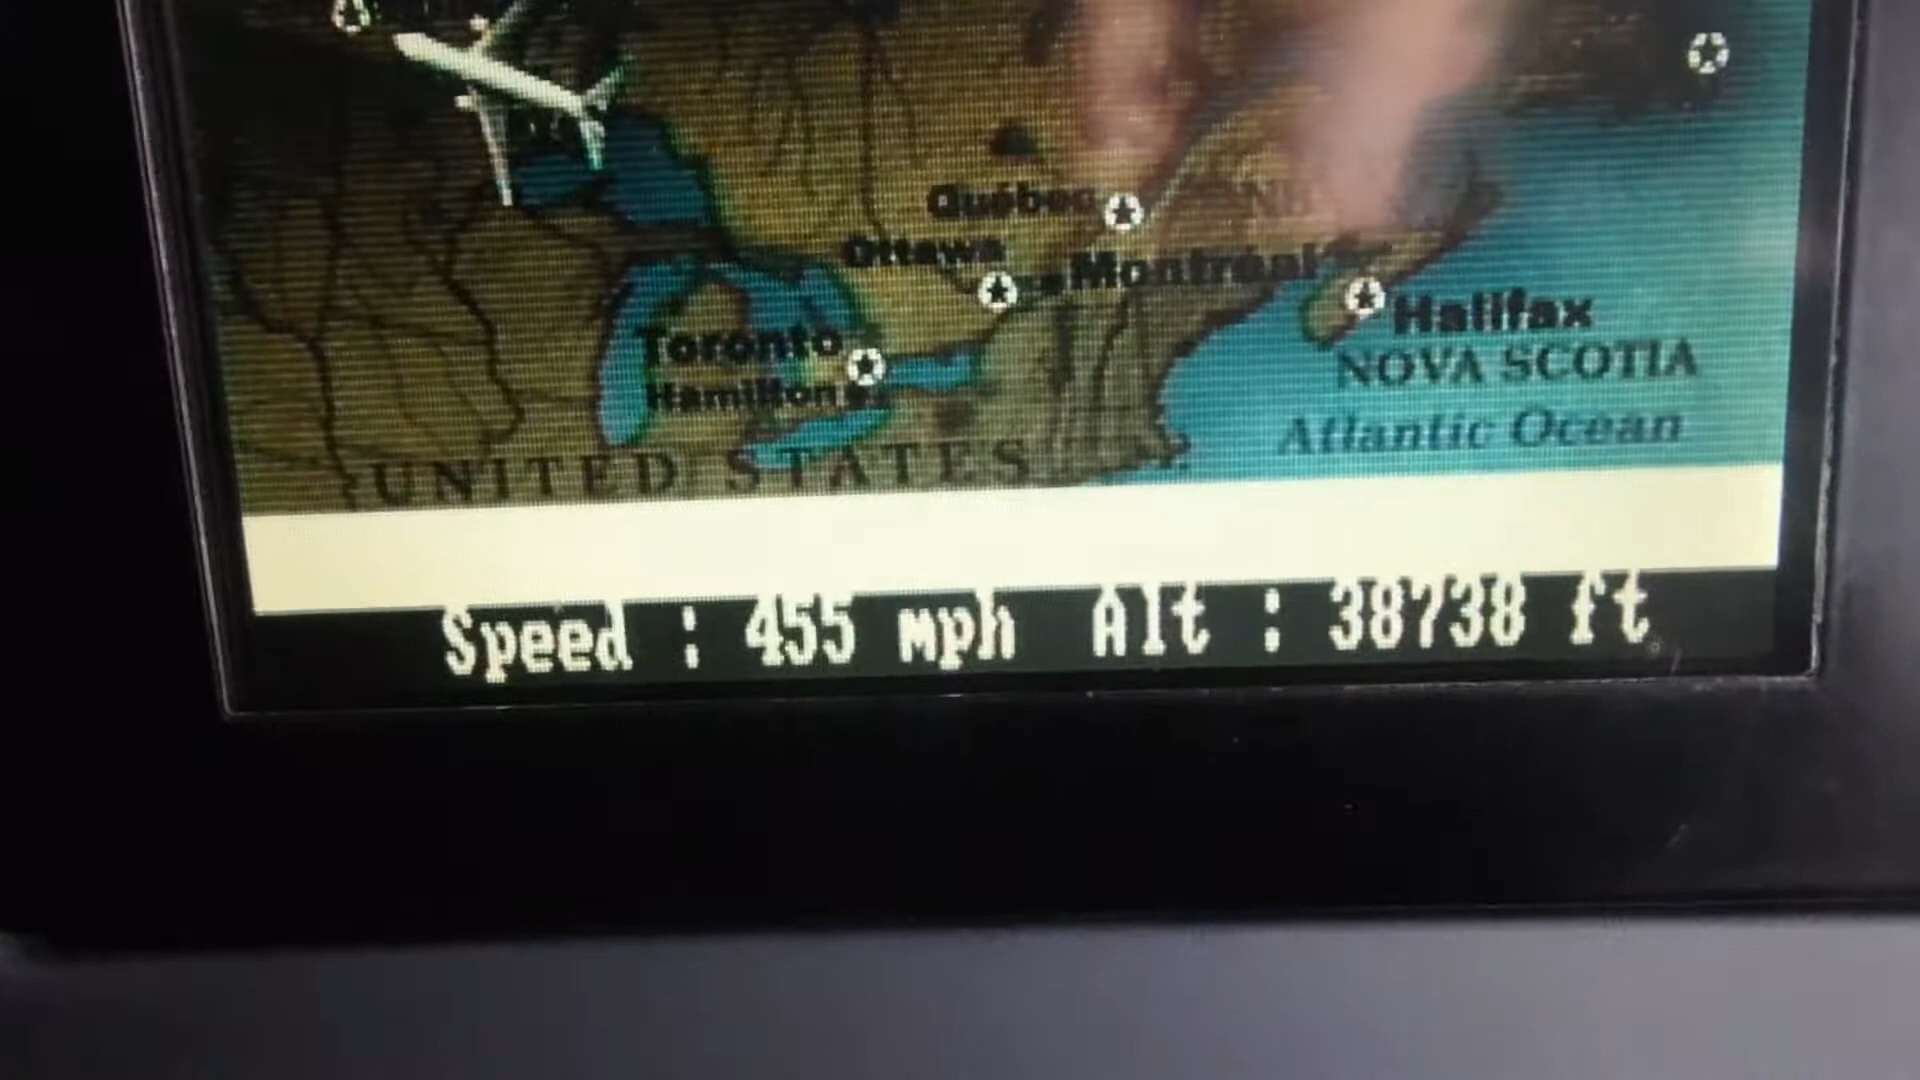 Québec
Ottawa
Montréal
Toronto
Halifax
NOVA SCOTIA
Hamilton
Atlantic Ocean
UNITED STATES
Speed : 455 mph Alt : 38738 ft